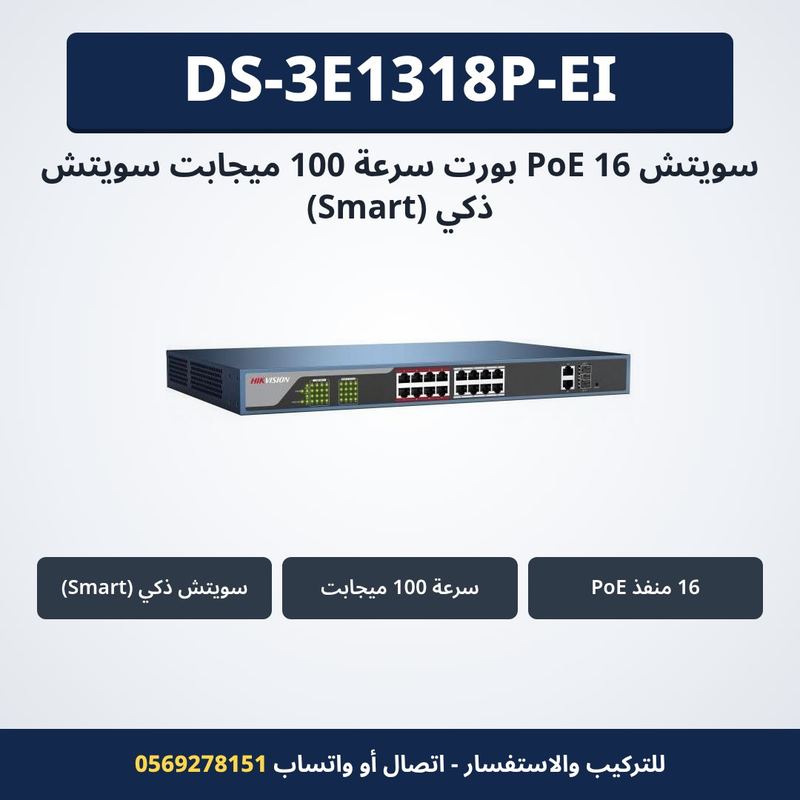 DS-3E1318P-EI
سويتش PoE 16 بورت سرعة 100 ميجابت سويتش
ذكي (Smart)
HIKVISION
16 منفذ PoE
سرعة 100 ميجابت
سويتش ذكي (Smart)
للتركيب والاستفسار - اتصال أو واتساب 0569278151